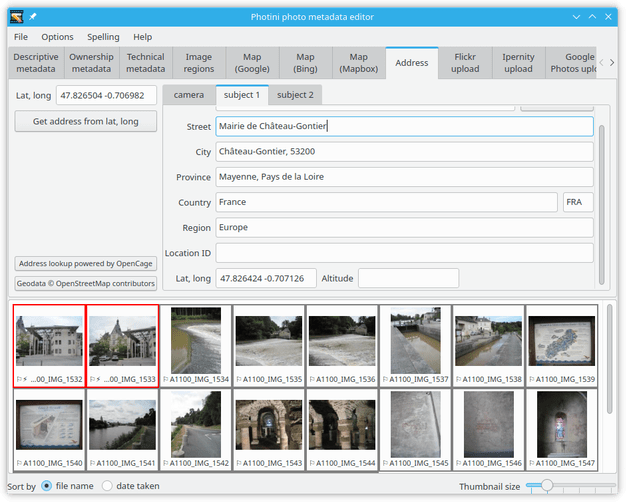 Photini photo metadata editor
File Options Spelling Help
Descriptive metadata
Ownership metadata
Technical metadata
Image regions
Map (Google)
Map (Bing)
Map (Mapbox)
Address
Flickr upload
Ipernity upload
Google Photos uplo
Lat, long 47.826504 -0.706982
Get address from lat, long
Address lookup powered by OpenCage
Geodata © OpenStreetMap contributors
camera subject 1 subject 2
Street Mairie de Château-Gontier
City Château-Gontier, 53200
Province Mayenne, Pays de la Loire
Country France FRA
Region Europe
Location ID
Lat, long 47.826424 -0.707126 Altitude
...00_IMG_1532 ...00_IMG_1533 A1100_IMG_1534 A1100_IMG_1535 A1100_IMG_1536 A1100_IMG_1537 A1100_IMG_1538 A1100_IMG_1539
A1100_IMG_1540 A1100_IMG_1541 A1100_IMG_1542 A1100_IMG_1543 A1100_IMG_1544 A1100_IMG_1545 A1100_IMG_1546 A1100_IMG_1547
Sort by file name date taken Thumbnail size